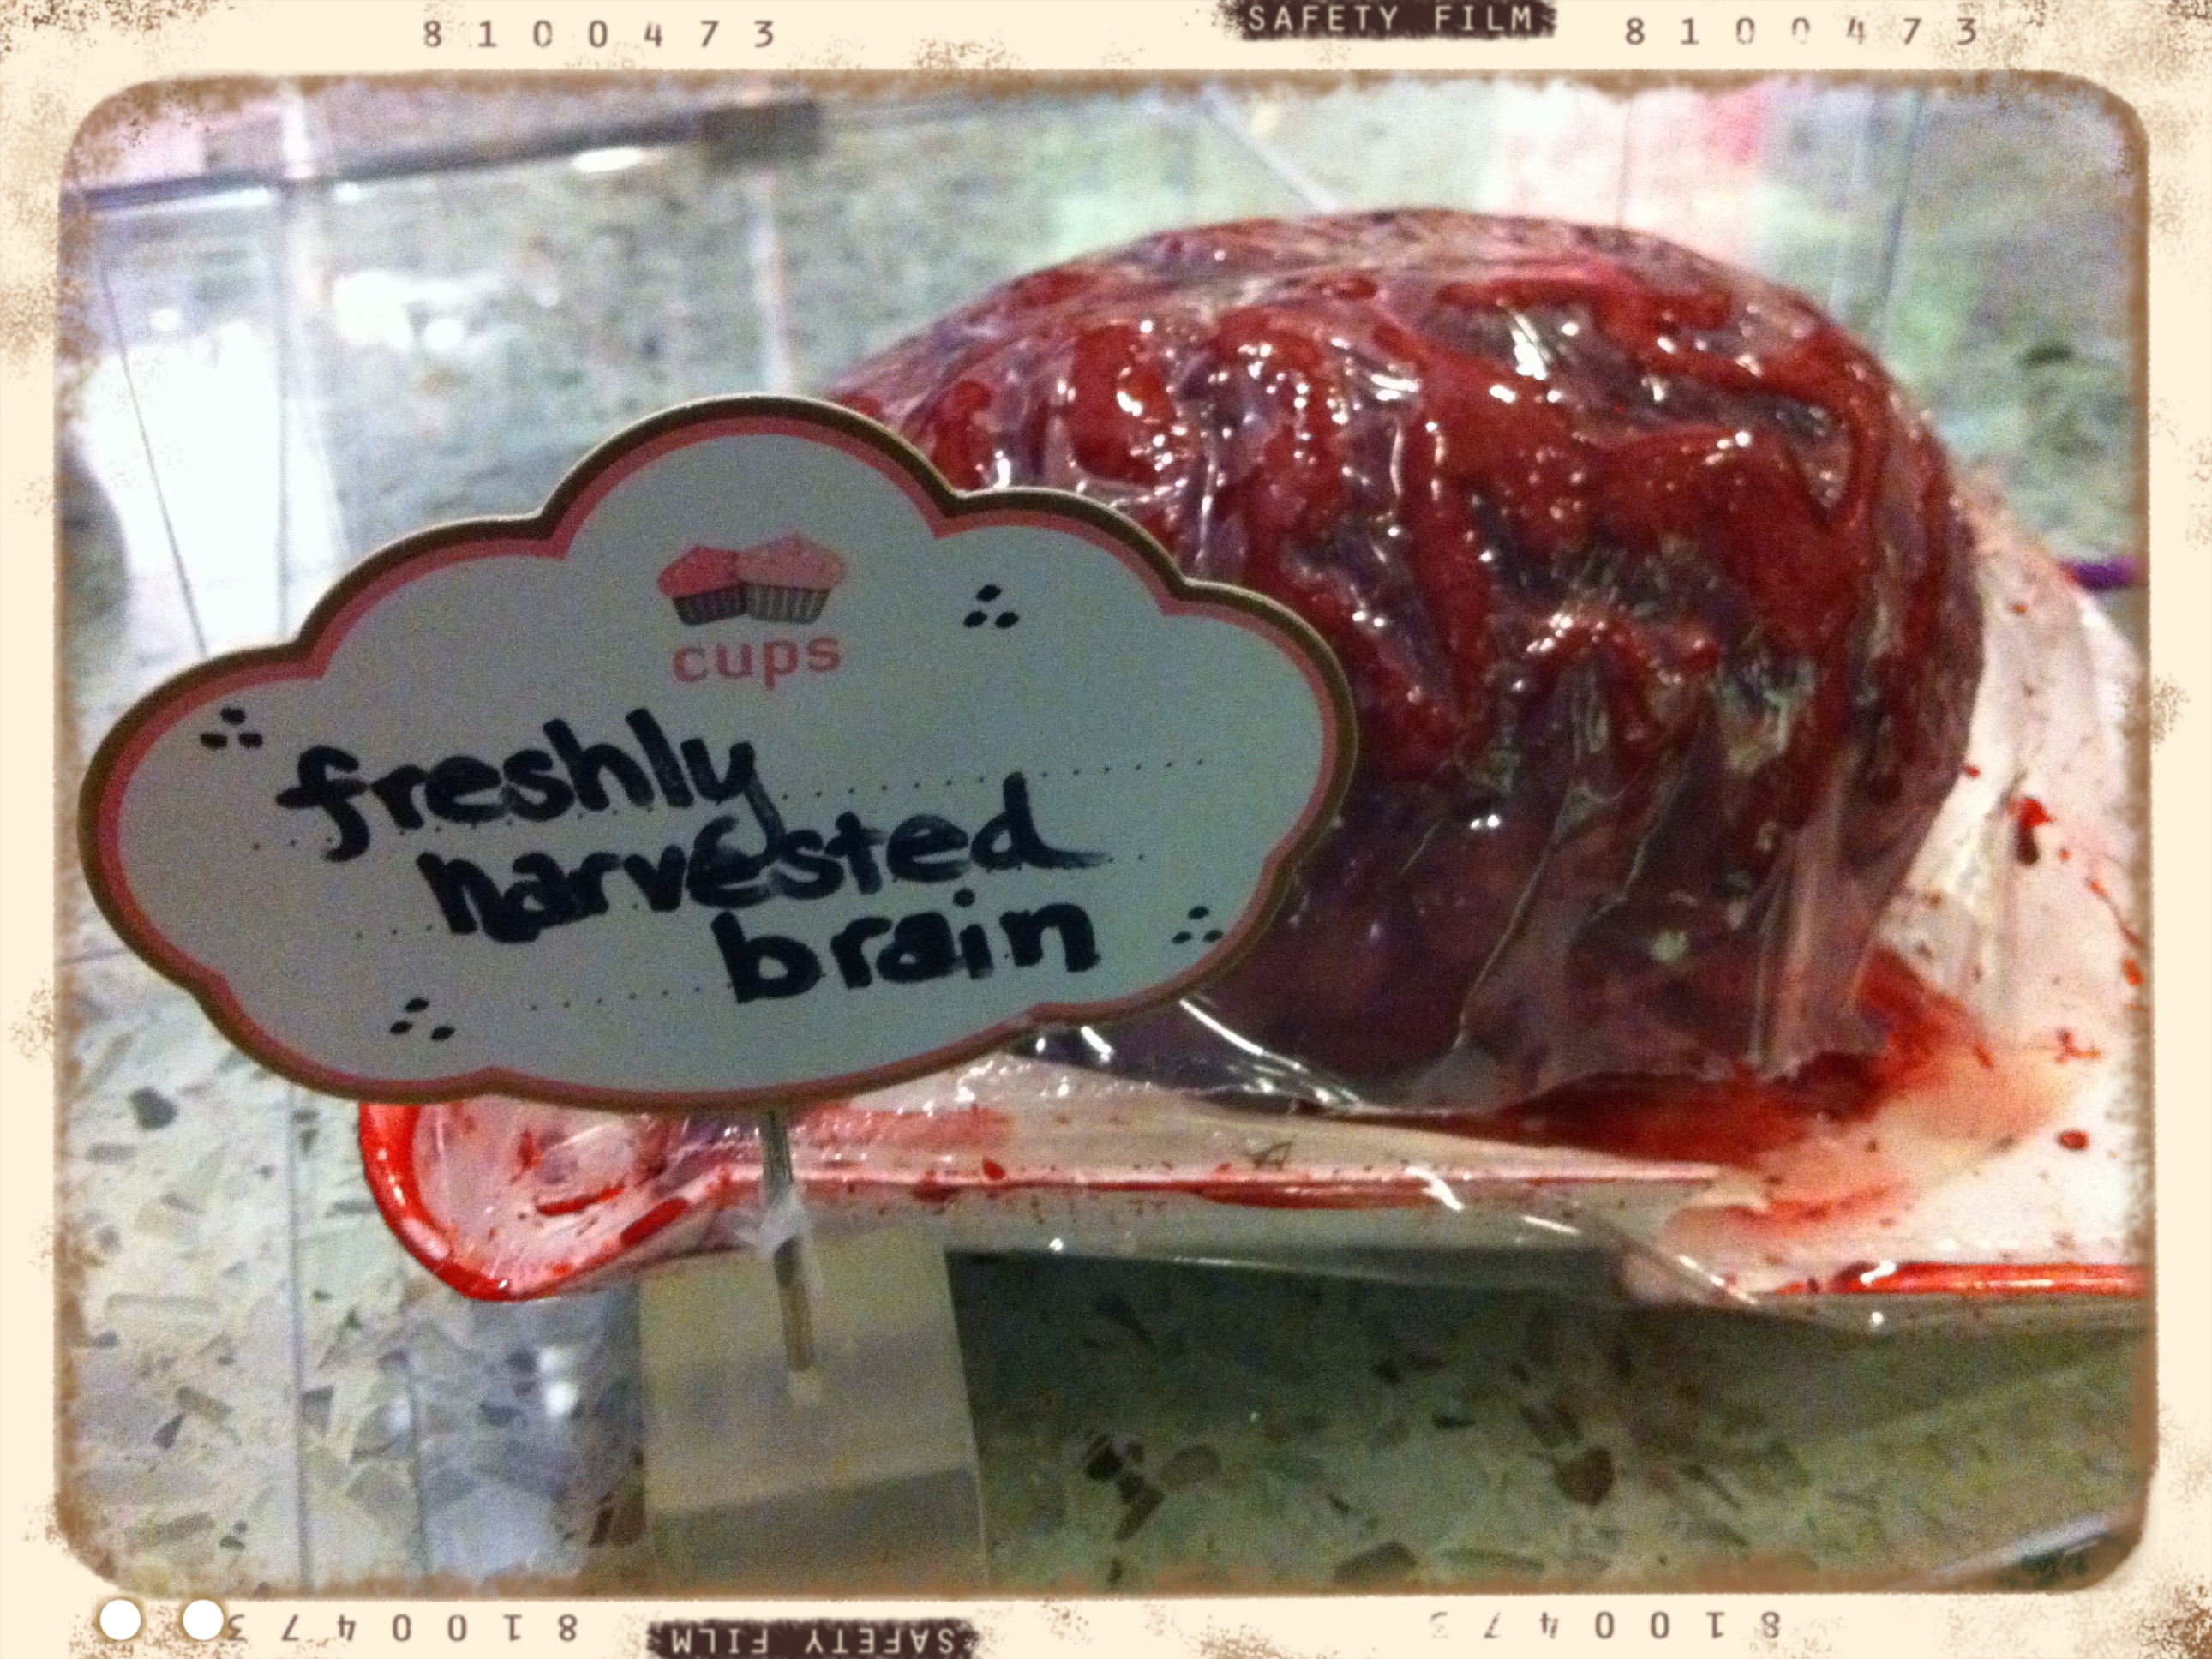 8100473 SAFETY FILM 8100473
cups
freshly
harvested
brain
8100473 SAFETY FILM 8100473